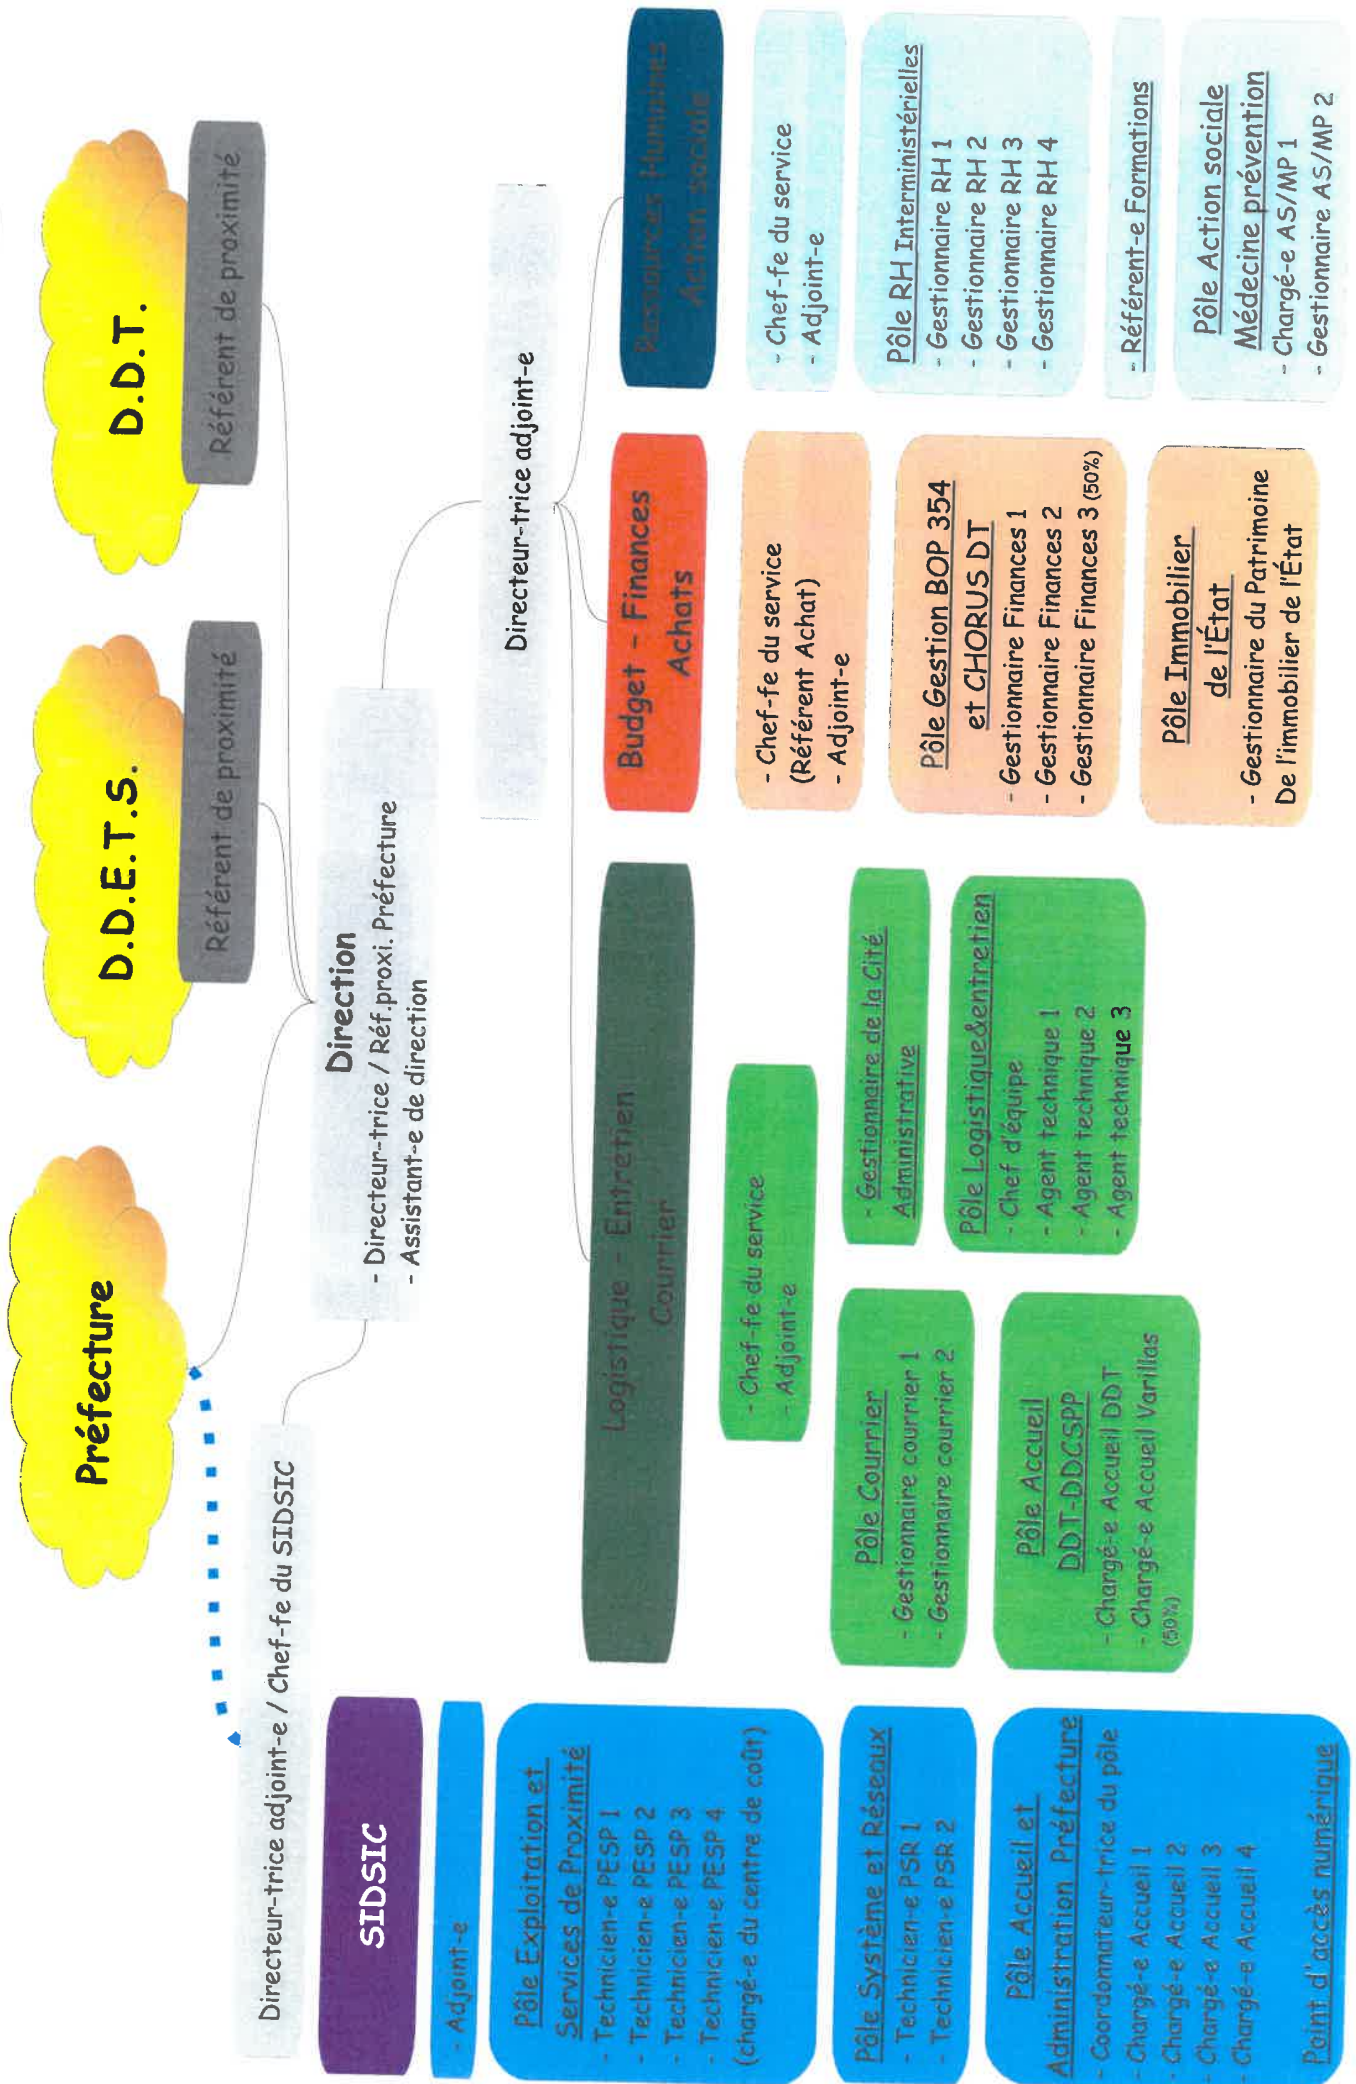 Préfecture
D.D.E.T.S.
Référent de proximité
D.D.T.
Référent de proximité
Direction
- Directeur-trice / Réf.proxi. Préfecture
- Assistant-e de direction
Directeur-trice adjoint-e / Chef-fe du SIDSIC
Directeur-trice adjoint-e
SIDSIC
- Adjoint-e
Pôle Exploitation et
Services de Proximité
- Technicien-e PESP 1
- Technicien-e PESP 2
- Technicien-e PESP 3
- Technicien-e PESP 4
(chargé-e du centre de coût)
Pôle Système et Réseaux
- Technicien-e PSR 1
- Technicien-e PSR 2
Pôle Accueil et
Administration Préfecture
- Coordonnateur-trice du pôle
- Chargé-e Accueil 1
- Chargé-e Accueil 2
- Chargé-e Accueil 3
- Chargé-e Accueil 4
Point d'accès numérique
Logistique - Entretien
Courrier
- Chef-fe du service
- Adjoint-e
Pôle Courrier
- Gestionnaire courrier 1
- Gestionnaire courrier 2
Pôle Accueil
DDT-DDCSPP
- Chargé-e Accueil DDT
- Chargé-e Accueil Varillas
(50%)
- Gestionnaire de la Cité
Administrative
Pôle Logistique&entretien
- Chef d'équipe
- Agent technique 1
- Agent technique 2
- Agent technique 3
Budget - Finances
Achats
- Chef-fe du service
(Référent Achat)
- Adjoint-e
Pôle Gestion BOP 354
et CHORUS DT
- Gestionnaire Finances 1
- Gestionnaire Finances 2
- Gestionnaire Finances 3 (50%)
Pôle Immobilier
de l'État
- Gestionnaire du Patrimoine
De l'immobilier de l'État
Ressources Humaines
Action sociale
- Chef-fe du service
- Adjoint-e
Pôle RH Interministérielles
- Gestionnaire RH 1
- Gestionnaire RH 2
- Gestionnaire RH 3
- Gestionnaire RH 4
- Référent-e Formations
Pôle Action sociale
Médecine prévention
- Chargé-e AS/MP 1
- Gestionnaire AS/MP 2